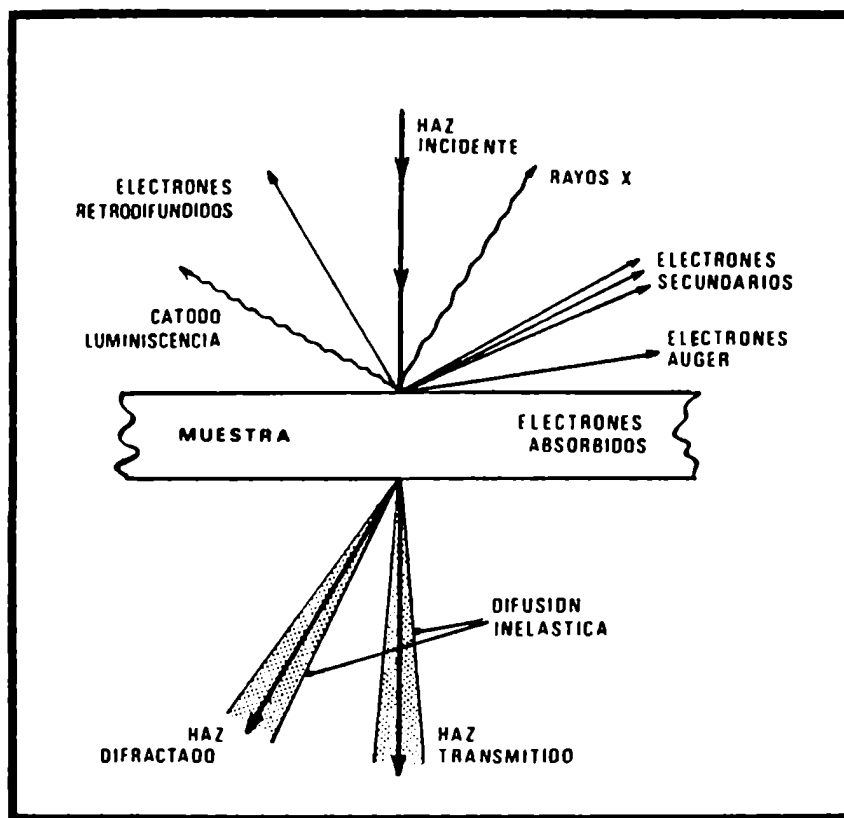 HAZ
INCIDENTE
ELECTRONES
RETRODIFUNDIDOS
RAYOS X
CATODO
LUMINISCENCIA
ELECTRONES
SECUNDARIOS
ELECTRONES
AUGER
MUESTRA
ELECTRONES
ABSORBIDOS
DIFUSIÓN
INELASTICA
HAZ
DIFRACTADO
HAZ
TRANSMITIDO